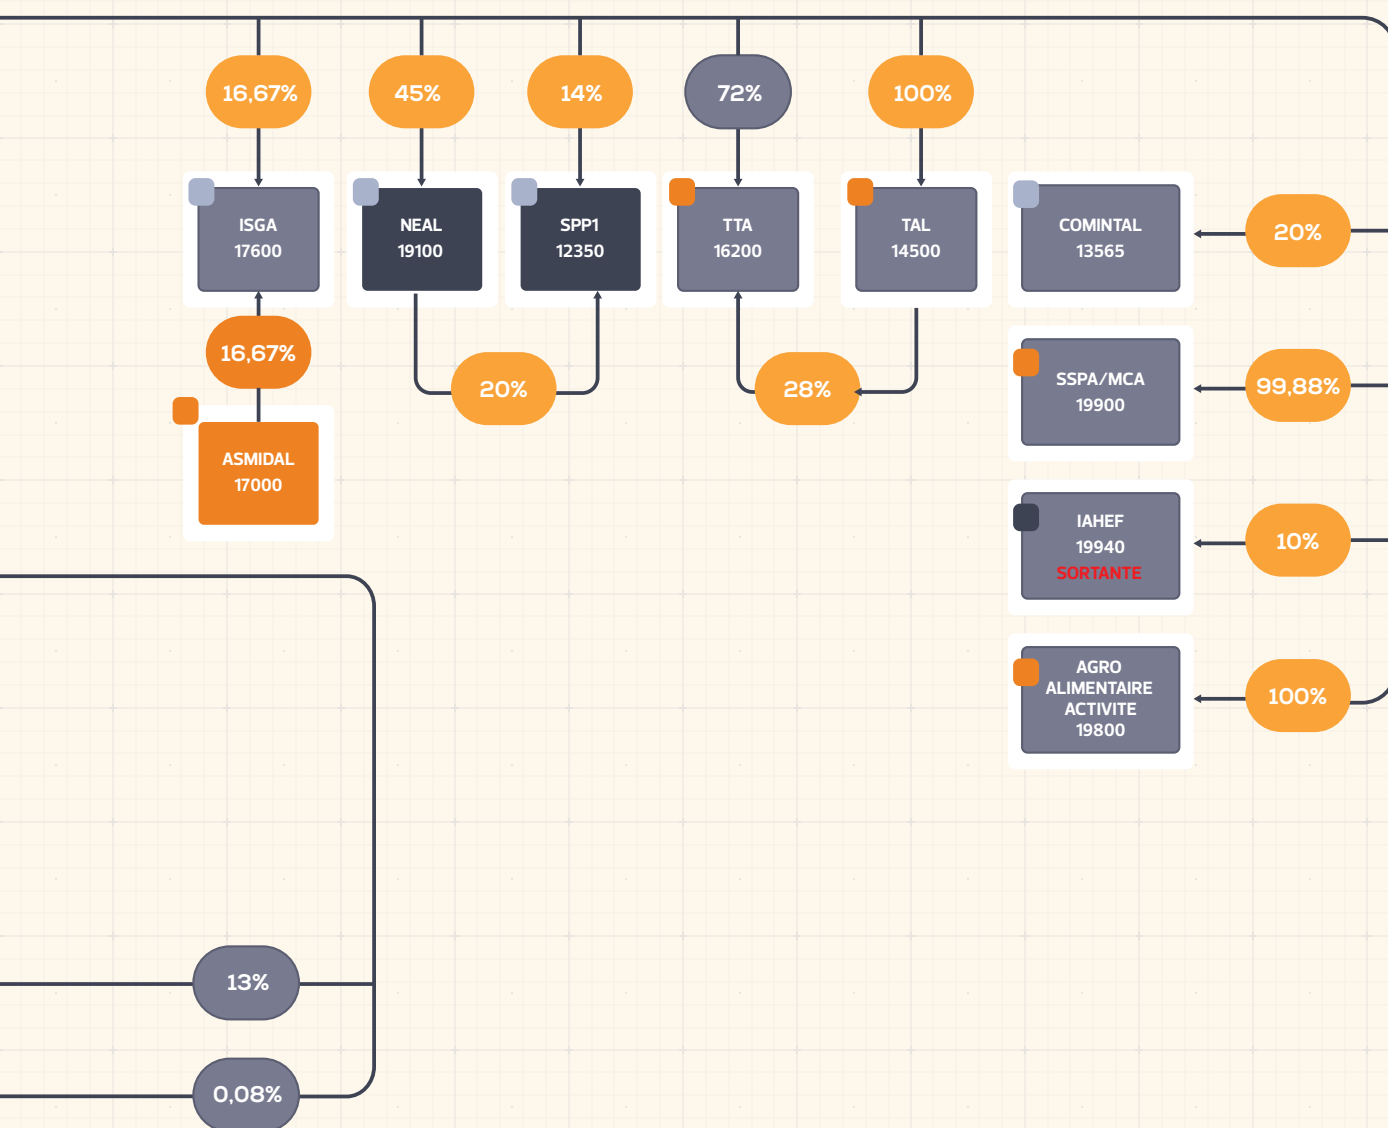 16,67%
45%
14%
72%
100%
ISGA
17600
NEAL
19100
SPP1
12350
TTA
16200
TAL
14500
COMINTAL
13565
20%
16,67%
20%
28%
SSPA/MCA
19900
99,88%
ASMIDAL
17000
IAHEF
19940
SORTANTE
10%
AGRO
ALIMENTAIRE
ACTIVITE
19800
100%
13%
0,08%